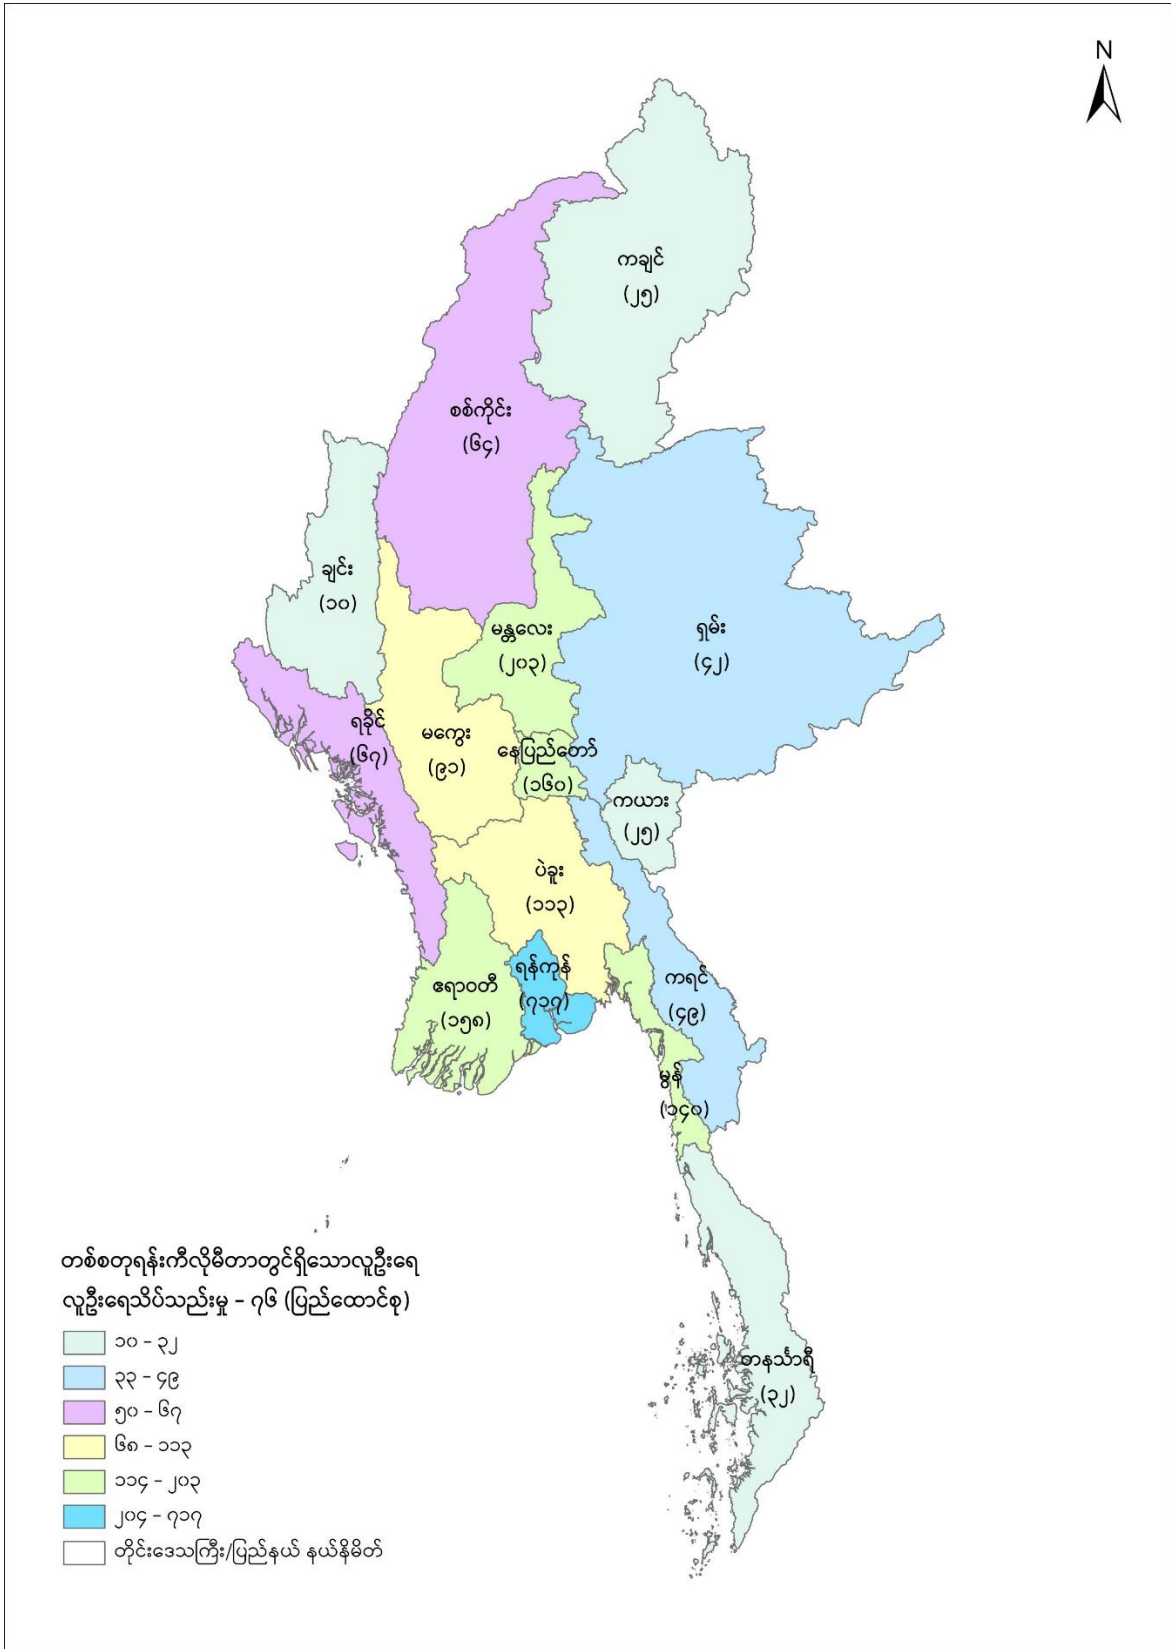 N
ကချင်
(၂၅)
စစ်ကိုင်း
(၆၄)
ချင်း
(၁၀)
မန္တလေး
(၂၀၃)
ရှမ်း
(၄၂)
ရခိုင်
(၆၇)
မကွေး
(၉၁)
နေပြည်တော်
(၁၆၀)
ကယား
(၂၅)
ပဲခူး
(၁၁၃)
ရန်ကုန်
(၇၁၇)
ဧရာဝတီ
(၁၅၈)
ကရင်
(၄၉)
မွန်
(၁၄၀)
တနင်္သာရီ
(၃၂)
တစ်စတုရန်းကီလိုမီတာတွင်ရှိသောလူဦးရေ
လူဦးရေသိပ်သည်းမှု – ၇၆ (ပြည်ထောင်စု)
၁၀ – ၃၂
၃၃ – ၄၉
၅၀ – ၆၇
၆၈ – ၁၁၃
၁၁၄ – ၂၀၃
၂၀၄ – ၇၁၇
တိုင်းဒေသကြီး/ပြည်နယ် နယ်နိမိတ်